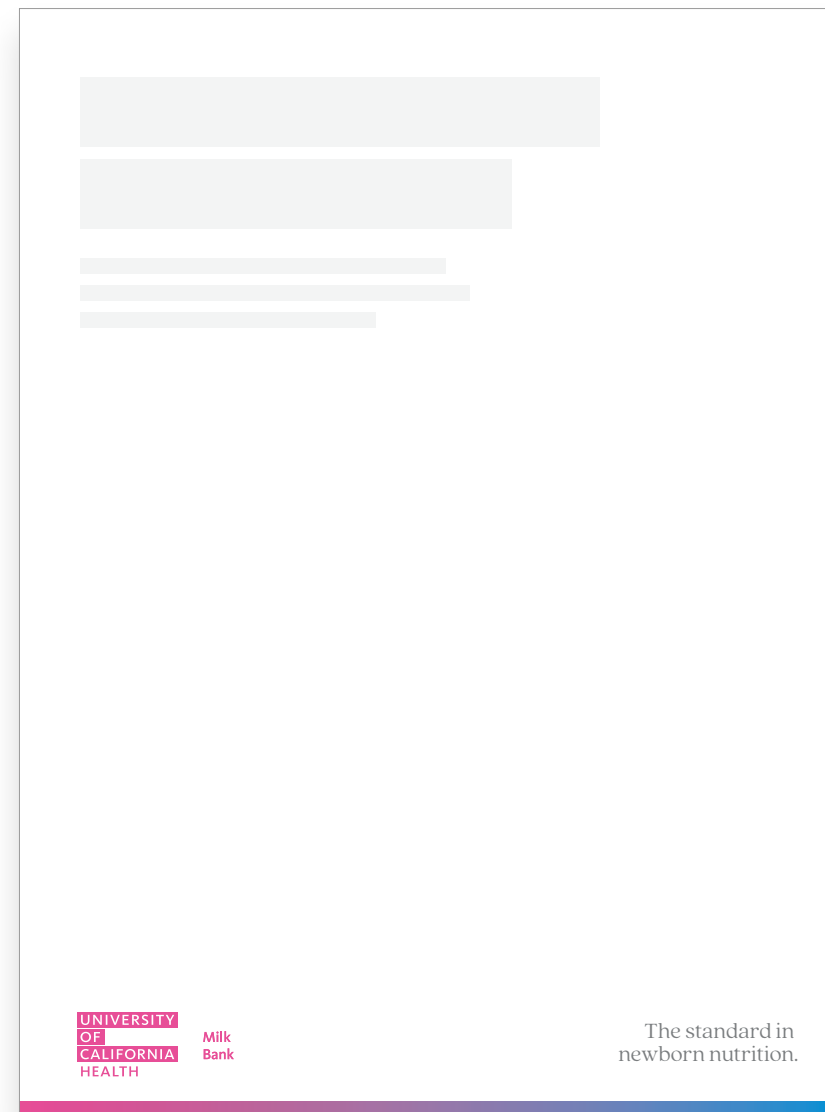 UNIVERSITY
OF
CALIFORNIA
HEALTH
Milk
Bank
The standard in
newborn nutrition.